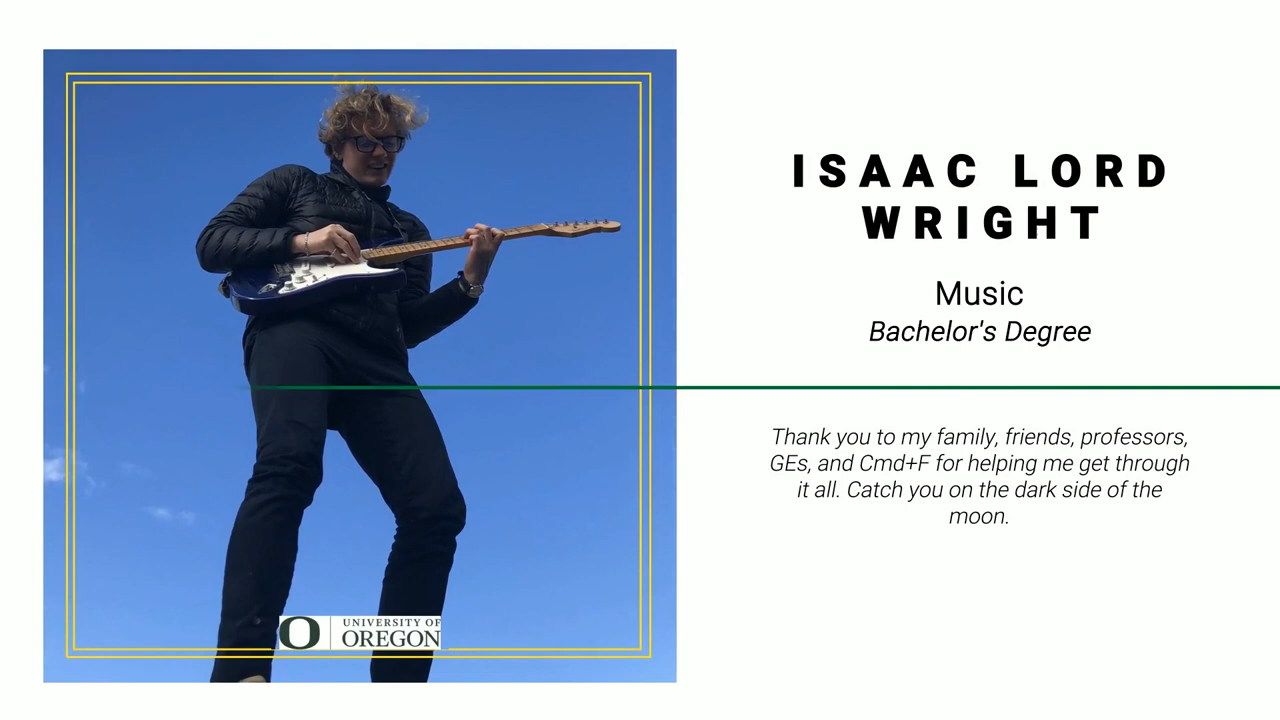 ISAAC LORD
WRIGHT
Music
Bachelor's Degree
Thank you to my family, friends, professors,
GEs, and Cmd+F for helping me get through
it all. Catch you on the dark side of the
moon.
O
UNIVERSITY OF
OREGON